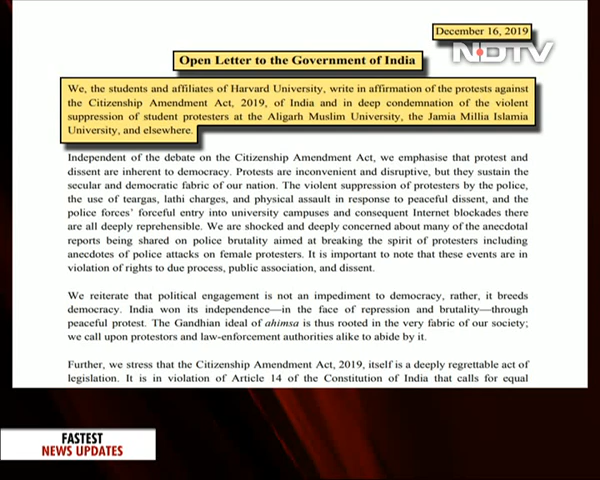 December 16, 2019
NDTV
Open Letter to the Government of India
We, the students and affiliates of Harvard University, write in affirmation of the protests against
the Citizenship Amendment Act, 2019, of India and in deep condemnation of the violent
suppression of student protesters at the Aligarh Muslim University, the Jamia Millia Islamia
University, and elsewhere.
Independent of the debate on the Citizenship Amendment Act, we emphasise that protest and
dissent are inherent to democracy. Protests are inconvenient and disruptive, but they sustain the
secular and democratic fabric of our nation. The violent suppression of protesters by the police,
the use of teargas, lathi charges, and physical assault in response to peaceful dissent, and the
police forces' forceful entry into university campuses and consequent Internet blockades there
are all deeply reprehensible. We are shocked and deeply concerned about many of the anecdotal
reports being shared on police brutality aimed at breaking the spirit of protesters including
anecdotes of police attacks on female protesters. It is important to note that these events are in
violation of rights to due process, public association, and dissent.
We reiterate that political engagement is not an impediment to democracy, rather, it breeds
democracy. India won its independence—in the face of repression and brutality—through
peaceful protest. The Gandhian ideal of ahimsa is thus rooted in the very fabric of our society;
we call upon protestors and law-enforcement authorities alike to abide by it.
Further, we stress that the Citizenship Amendment Act, 2019, itself is a deeply regrettable act of
legislation. It is in violation of Article 14 of the Constitution of India that calls for equal
FASTEST
NEWS UPDATES